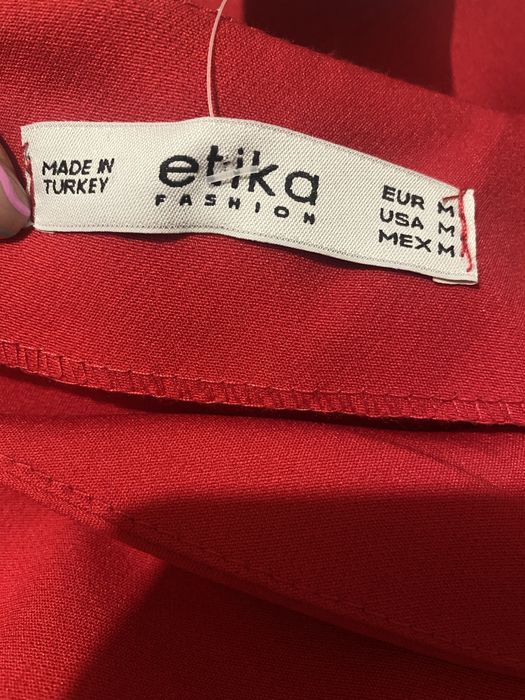 MADE IN
TURKEY
etika
FASHION
EUR M
USA M
MEX M